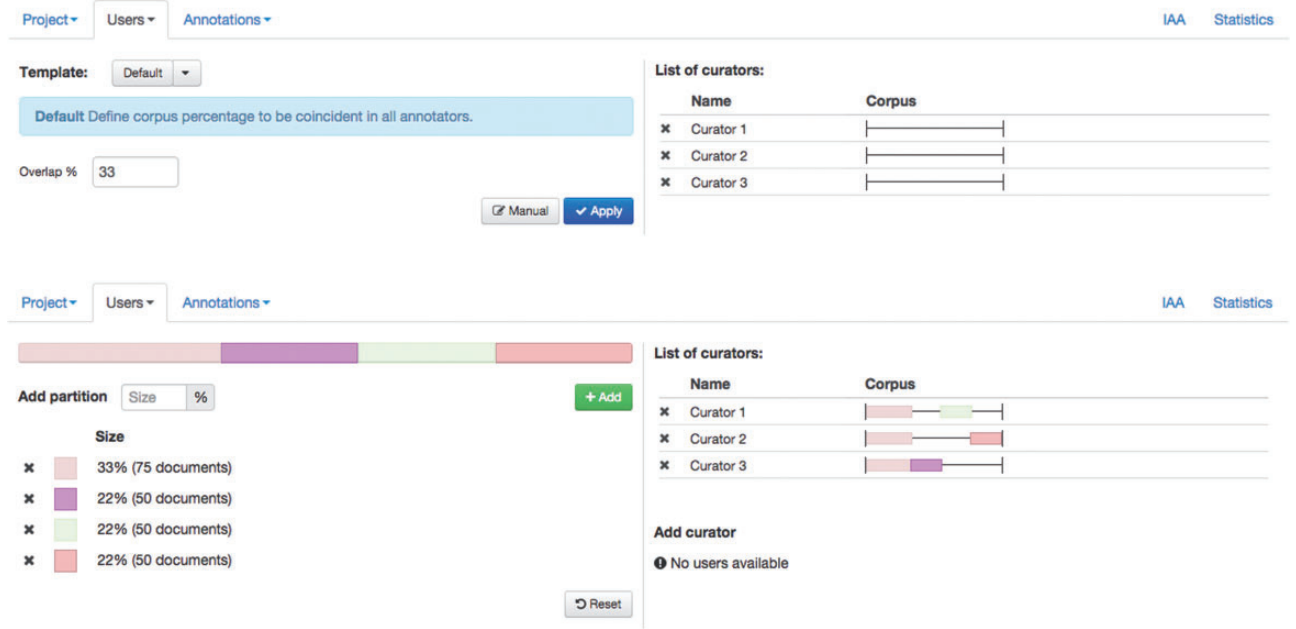 Project Users Annotations IAA Statistics
Template: Default
Default Define corpus percentage to be coincident in all annotators.
Overlap % 33
Manual Apply
List of curators:
Name Corpus
Curator 1
Curator 2
Curator 3
Project Users Annotations IAA Statistics
Add partition Size % + Add
Size
33% (75 documents)
22% (50 documents)
22% (50 documents)
22% (50 documents)
Reset
List of curators:
Name Corpus
Curator 1
Curator 2
Curator 3
Add curator
No users available